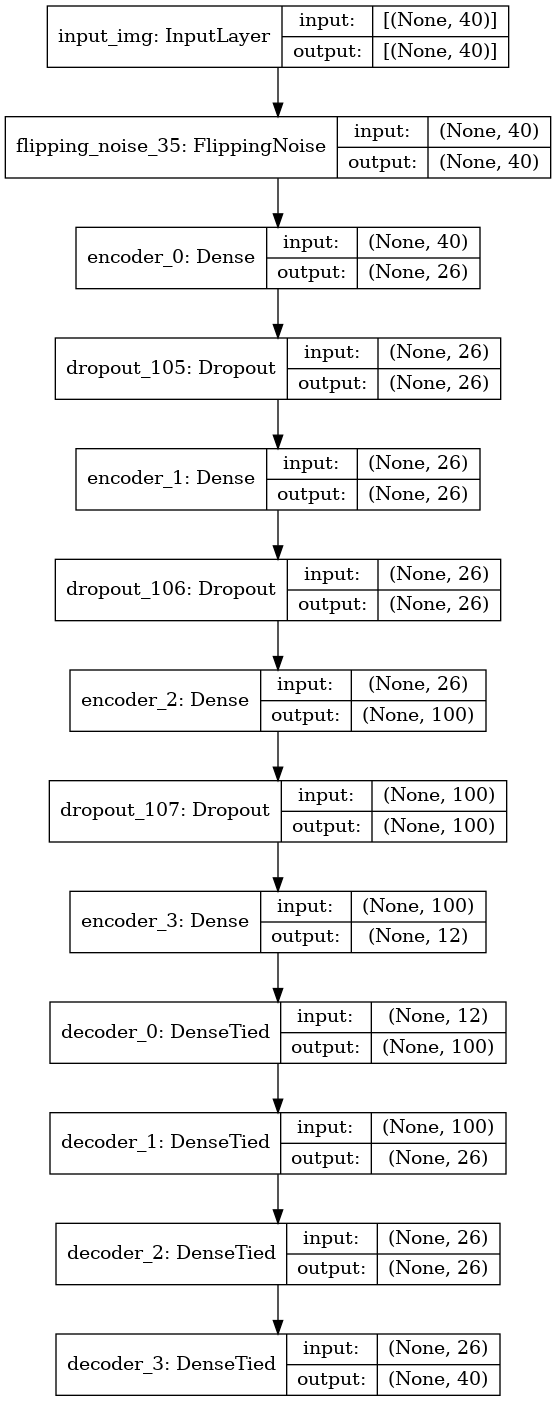 input_img: InputLayer
input: [(None, 40)]
output: [(None, 40)]
flipping_noise_35: FlippingNoise
input: (None, 40)
output: (None, 40)
encoder_0: Dense
input: (None, 40)
output: (None, 26)
dropout_105: Dropout
input: (None, 26)
output: (None, 26)
encoder_1: Dense
input: (None, 26)
output: (None, 26)
dropout_106: Dropout
input: (None, 26)
output: (None, 26)
encoder_2: Dense
input: (None, 26)
output: (None, 100)
dropout_107: Dropout
input: (None, 100)
output: (None, 100)
encoder_3: Dense
input: (None, 100)
output: (None, 12)
decoder_0: DenseTied
input: (None, 12)
output: (None, 100)
decoder_1: DenseTied
input: (None, 100)
output: (None, 26)
decoder_2: DenseTied
input: (None, 26)
output: (None, 26)
decoder_3: DenseTied
input: (None, 26)
output: (None, 40)